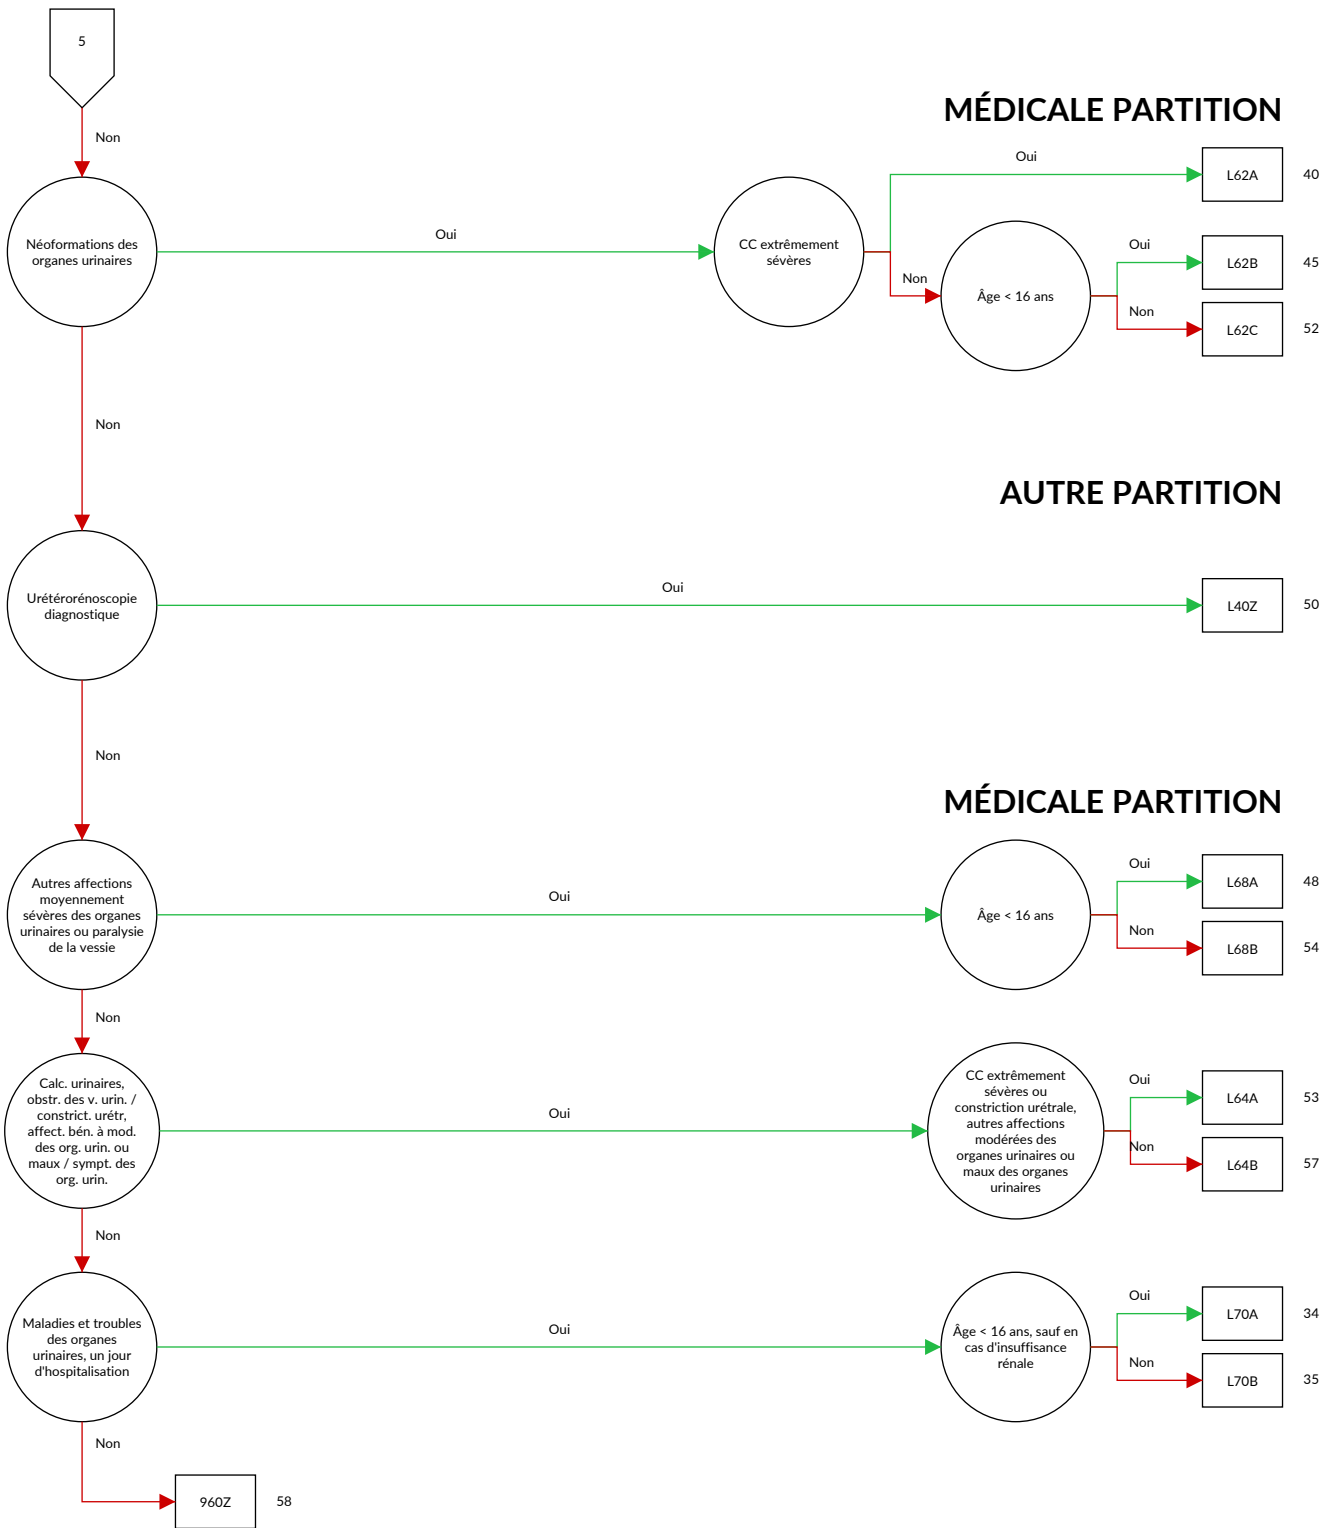 5
Non
MÉDICALE PARTITION
Néoformations des
organes urinaires
Oui
CC extrêmement
sévères
Oui
L62A
40
Non
Âge < 16 ans
Oui
L62B
45
Non
L62C
52
Non
AUTRE PARTITION
Urétérorénoscopie
diagnostique
Oui
L40Z
50
Non
MÉDICALE PARTITION
Autres affections
moyennement
sévères des organes
urinaires ou paralysie
de la vessie
Oui
Âge < 16 ans
Oui
L68A
48
Non
L68B
54
Non
Calc. urinaires,
obstr. des v. urin. /
constrict. urétr,
affect. bén. à mod.
des org. urin. ou
maux / sympt. des
org. urin.
Oui
CC extrêmement
sévères ou
constriction urétrale,
autres affections
modérées des
organes urinaires ou
maux des organes
urinaires
Oui
L64A
53
Non
L64B
57
Non
Maladies et troubles
des organes
urinaires, un jour
d'hospitalisation
Oui
Âge < 16 ans, sauf en
cas d'insuffisance
rénale
Oui
L70A
34
Non
L70B
35
Non
960Z
58